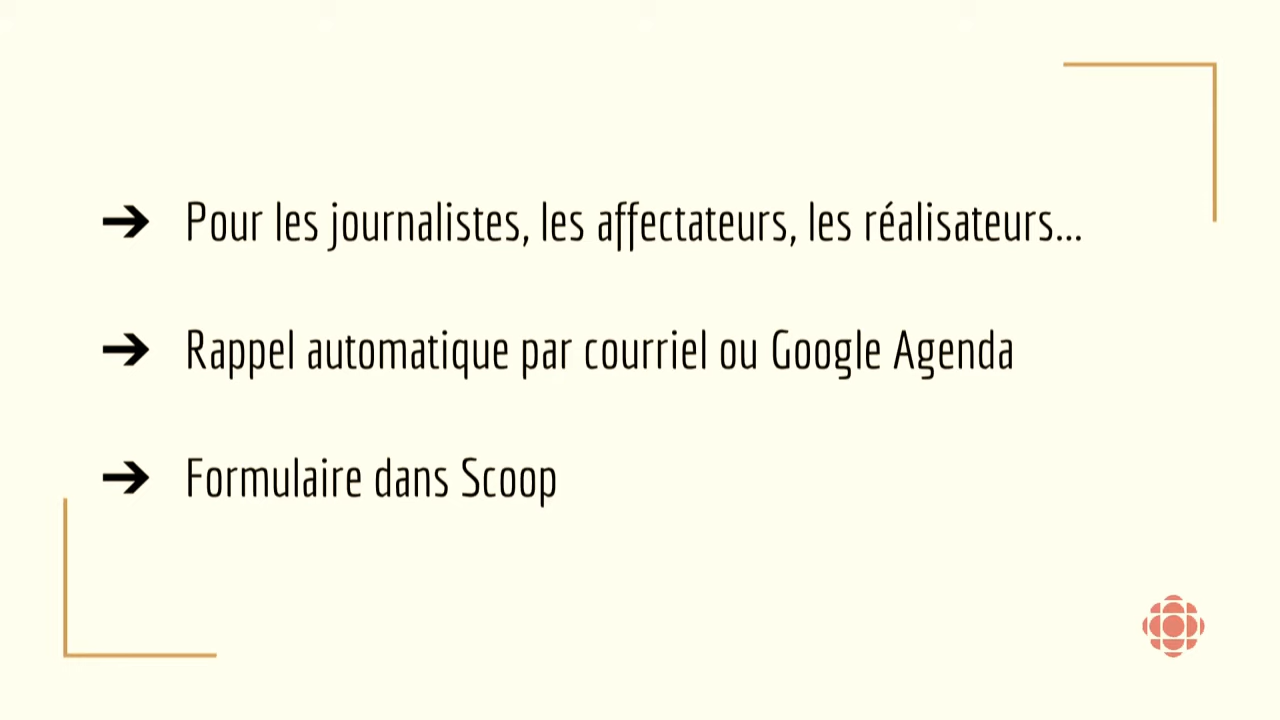 ➔ Pour les journalistes, les affectateurs, les réalisateurs...
➔ Rappel automatique par courriel ou Google Agenda
➔ Formulaire dans Scoop